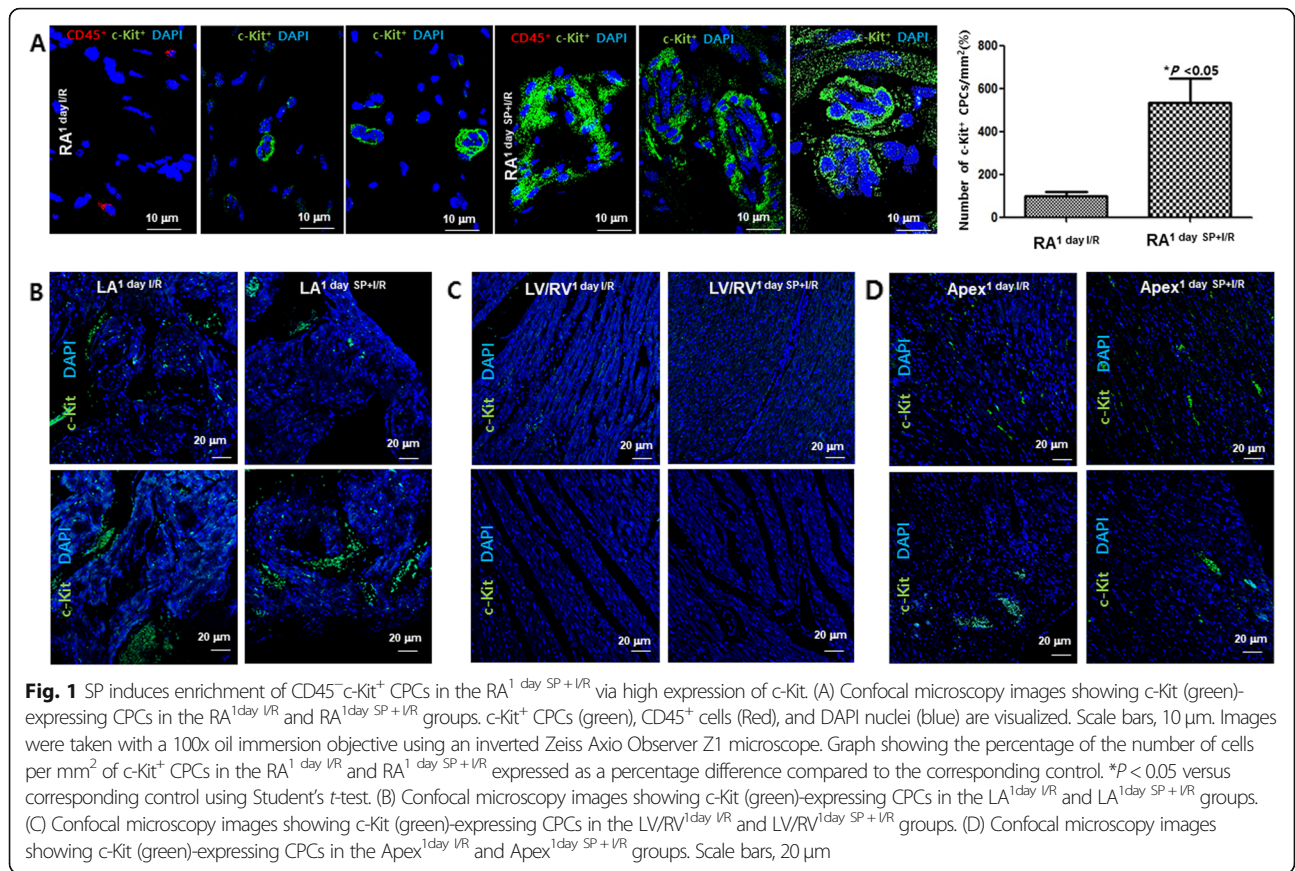 A
CD45⁺ c-Kit⁺ DAPI
c-Kit⁺ DAPI
c-Kit⁺ DAPI
CD45⁺ c-Kit⁺ DAPI
c-Kit⁺ DAPI
c-Kit⁺ DAPI
RA¹ day I/R
RA¹ day SP+I/R
10 µm
10 µm
10 µm
10 µm
10 µm
10 µm
Number of c-Kit⁺ CPCs/mm²(%)
800
600
400
200
0
*P <0.05
RA¹ day I/R
RA¹ day SP+I/R
B
LA¹ day I/R
LA¹ day SP+I/R
c-Kit DAPI
20 µm
20 µm
c-Kit DAPI
20 µm
20 µm
C
LV/RV¹ day I/R
LV/RV¹ day SP+I/R
c-Kit DAPI
20 µm
20 µm
c-Kit DAPI
20 µm
20 µm
D
Apex¹ day I/R
Apex¹ day SP+I/R
c-Kit DAPI
c-Kit DAPI
20 µm
20 µm
c-Kit DAPI
c-Kit DAPI
20 µm
20 µm
Fig. 1 SP induces enrichment of CD45⁻c-Kit⁺ CPCs in the RA¹ day SP + I/R via high expression of c-Kit. (A) Confocal microscopy images showing c-Kit (green)-
expressing CPCs in the RA¹day I/R and RA¹day SP + I/R groups. c-Kit⁺ CPCs (green), CD45⁺ cells (Red), and DAPI nuclei (blue) are visualized. Scale bars, 10 µm. Images
were taken with a 100x oil immersion objective using an inverted Zeiss Axio Observer Z1 microscope. Graph showing the percentage of the number of cells
per mm² of c-Kit⁺ CPCs in the RA¹ day I/R and RA¹ day SP + I/R expressed as a percentage difference compared to the corresponding control. *P < 0.05 versus
corresponding control using Student's t-test. (B) Confocal microscopy images showing c-Kit (green)-expressing CPCs in the LA¹day I/R and LA¹day SP + I/R groups.
(C) Confocal microscopy images showing c-Kit (green)-expressing CPCs in the LV/RV¹day I/R and LV/RV¹day SP + I/R groups. (D) Confocal microscopy images
showing c-Kit (green)-expressing CPCs in the Apex¹day I/R and Apex¹day SP + I/R groups. Scale bars, 20 µm